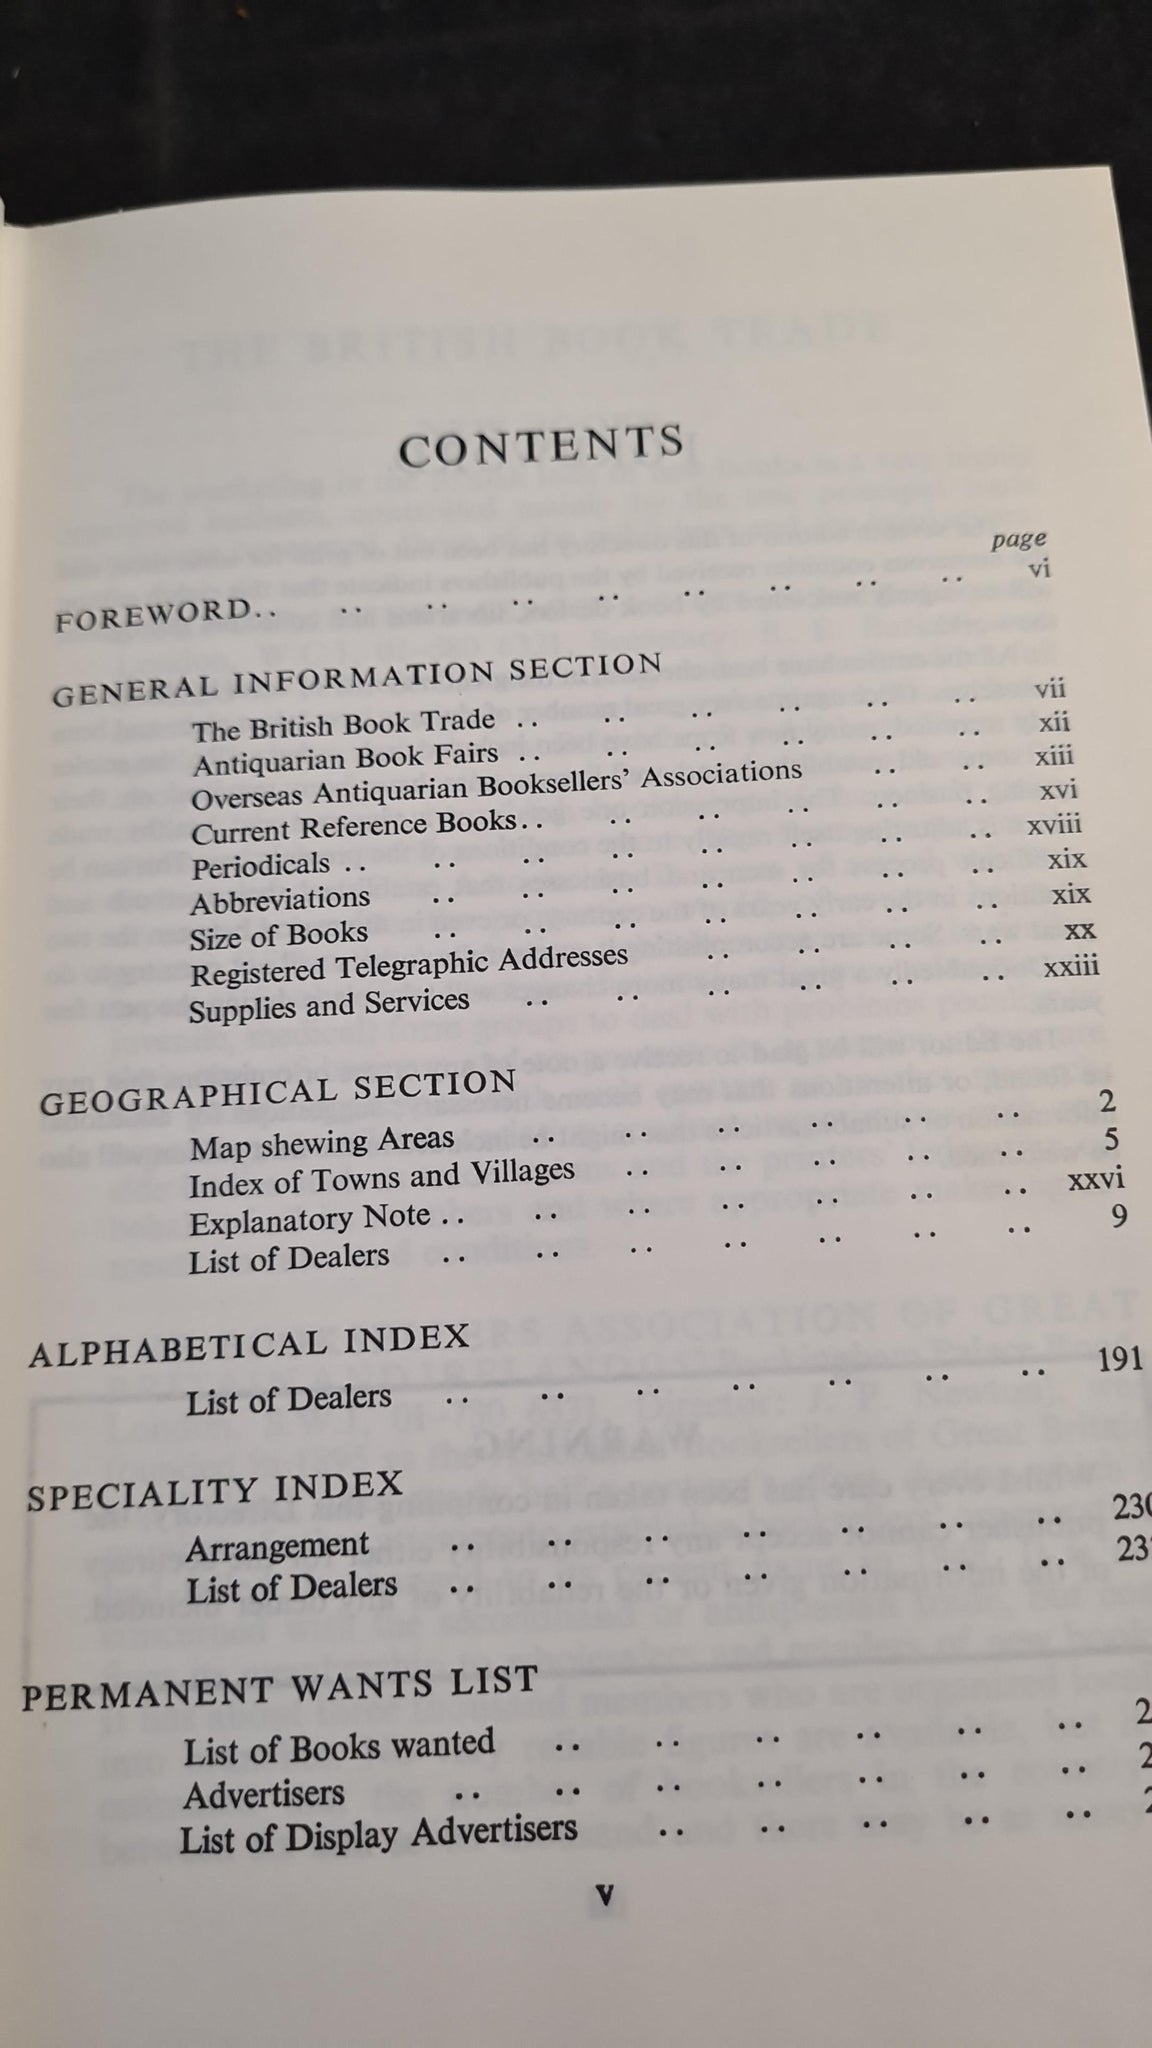 CONTENTS
page
FOREWORD.. .. .. .. .. .. .. .. .. vi
GENERAL INFORMATION SECTION
The British Book Trade .. .. .. .. .. .. vii
Antiquarian Book Fairs .. .. .. .. .. .. xii
Overseas Antiquarian Booksellers' Associations .. .. xiii
Current Reference Books.. .. .. .. .. .. xvi
Periodicals .. .. .. .. .. .. .. .. xviii
Abbreviations .. .. .. .. .. .. .. xix
Size of Books .. .. .. .. .. .. .. xix
Registered Telegraphic Addresses .. .. .. .. xx
Supplies and Services .. .. .. .. .. .. xxiii
GEOGRAPHICAL SECTION
Map shewing Areas .. .. .. .. .. .. 2
Index of Towns and Villages .. .. .. .. .. 5
Explanatory Note .. .. .. .. .. .. .. xxvi
List of Dealers .. .. .. .. .. .. .. 9
ALPHABETICAL INDEX
List of Dealers .. .. .. .. .. .. .. 191
SPECIALITY INDEX
Arrangement .. .. .. .. .. .. .. 230
List of Dealers .. .. .. .. .. .. ..
PERMANENT WANTS LIST
List of Books wanted .. .. .. .. .. ..
Advertisers .. .. .. .. .. .. ..
List of Display Advertisers .. .. .. .. ..
v